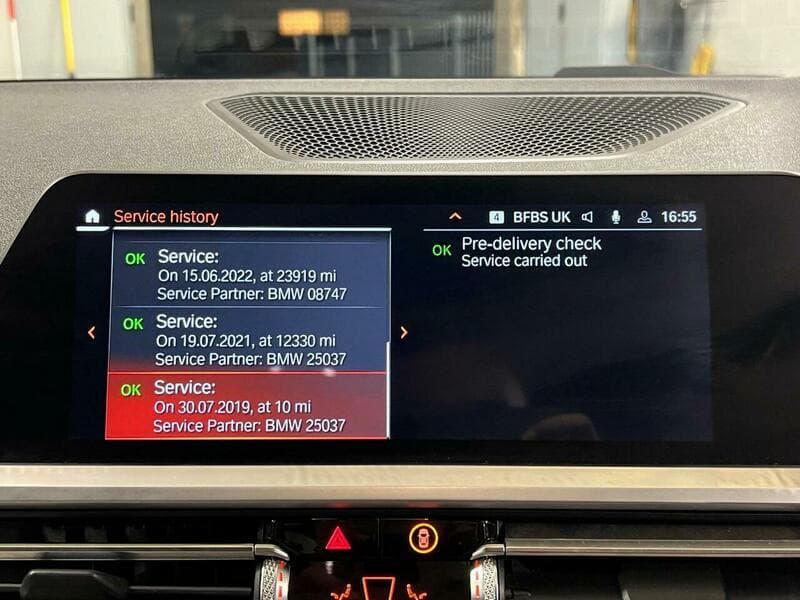 Service history
4 BFBS UK 16:55
OK Service:
On 15.06.2022, at 23919 mi
Service Partner: BMW 08747
OK Service:
On 19.07.2021, at 12330 mi
Service Partner: BMW 25037
OK Service:
On 30.07.2019, at 10 mi
Service Partner: BMW 25037
OK Pre-delivery check
Service carried out